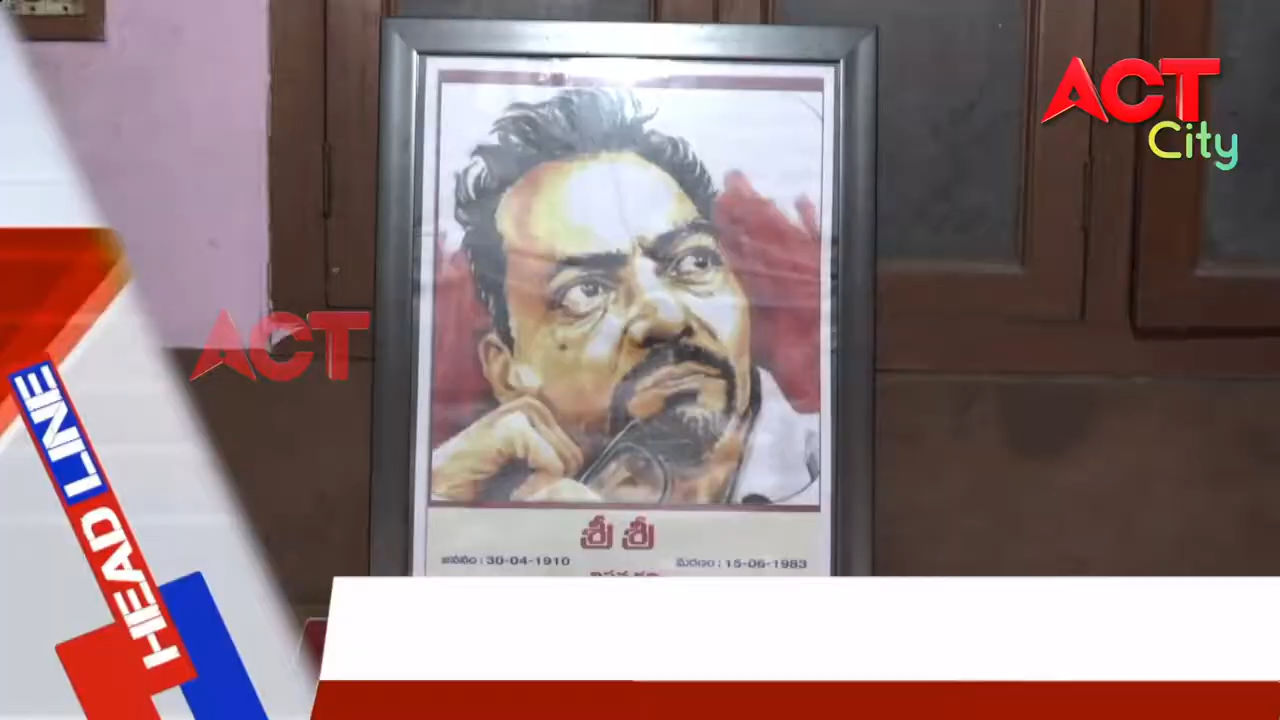 ACT
City
ACT
HEAD LINE
శ్రీ శ్రీ
జననం : 30-04-1910
మరణం : 15-06-1983